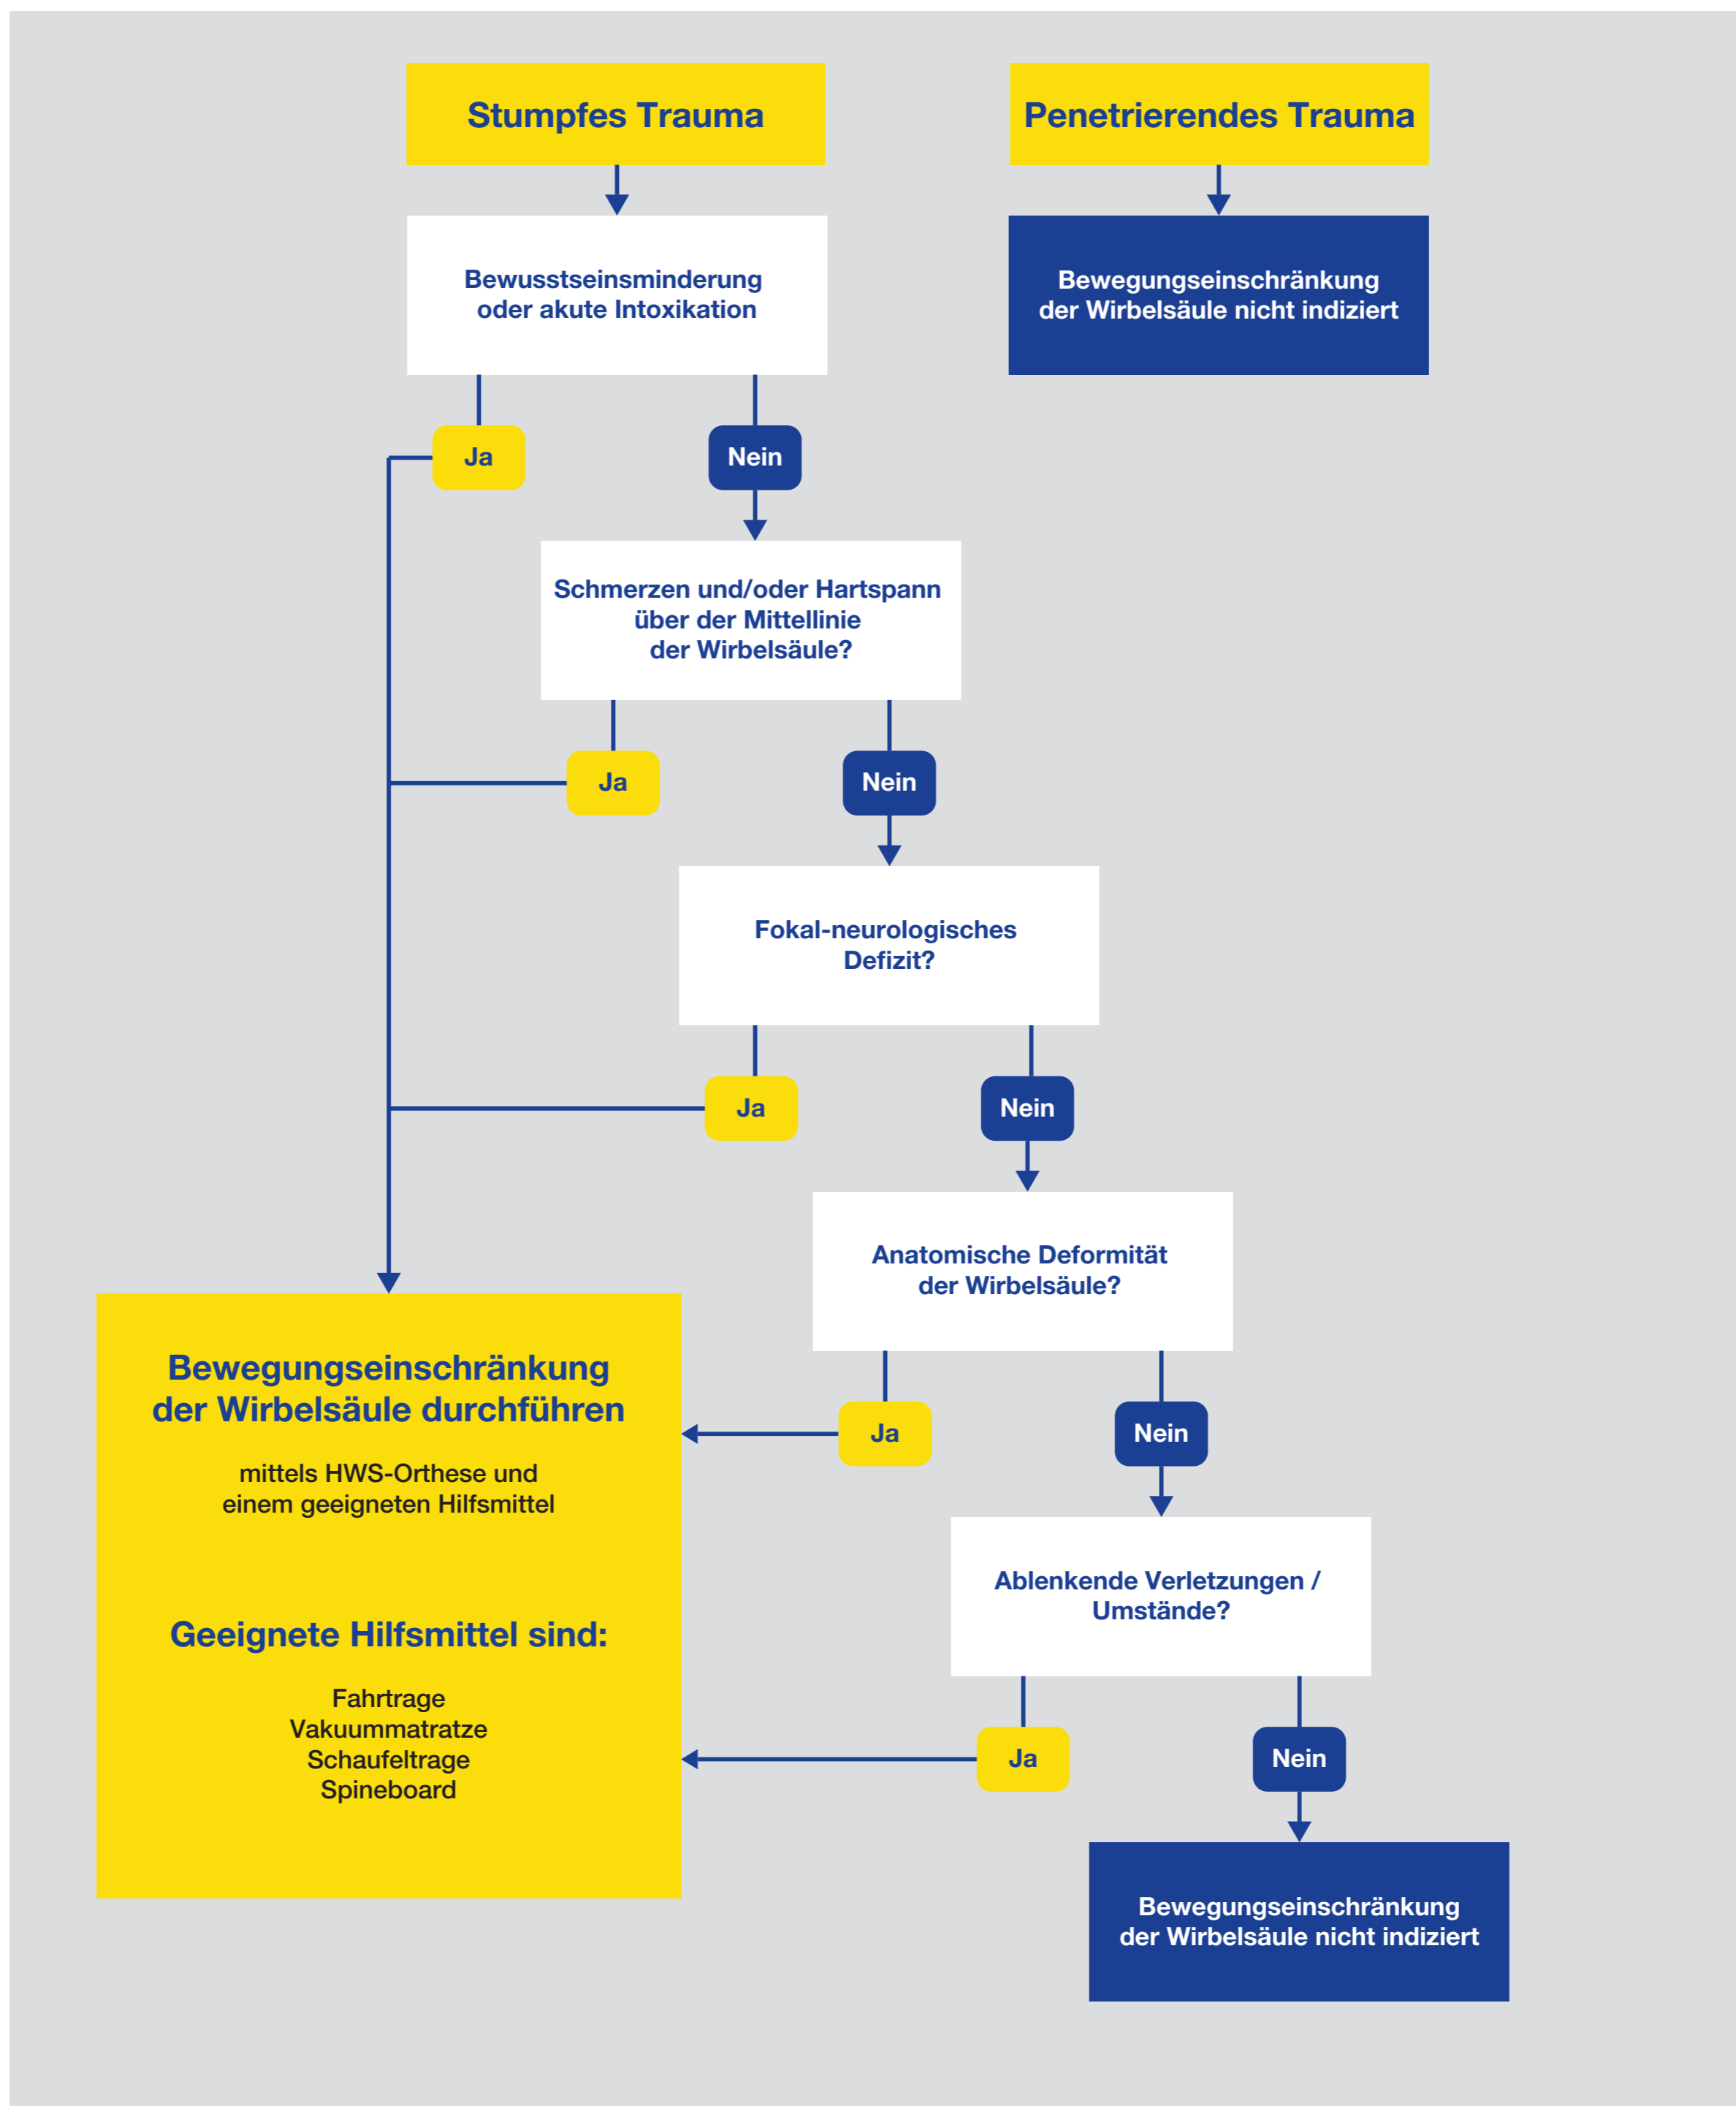 Stumpfes Trauma
Penetrierendes Trauma
Bewusstseinsminderung
oder akute Intoxikation
Bewegungseinschränkung
der Wirbelsäule nicht indiziert
Ja
Nein
Schmerzen und/oder Hartspann
über der Mittellinie
der Wirbelsäule?
Ja
Nein
Fokal-neurologisches
Defizit?
Ja
Nein
Anatomische Deformität
der Wirbelsäule?
Ja
Nein
Bewegungseinschränkung
der Wirbelsäule durchführen
mittels HWS-Orthese und
einem geeigneten Hilfsmittel
Geeignete Hilfsmittel sind:
Fahrtrage
Vakuummatratze
Schaufeltrage
Spineboard
Ablenkende Verletzungen /
Umstände?
Ja
Nein
Bewegungseinschränkung
der Wirbelsäule nicht indiziert